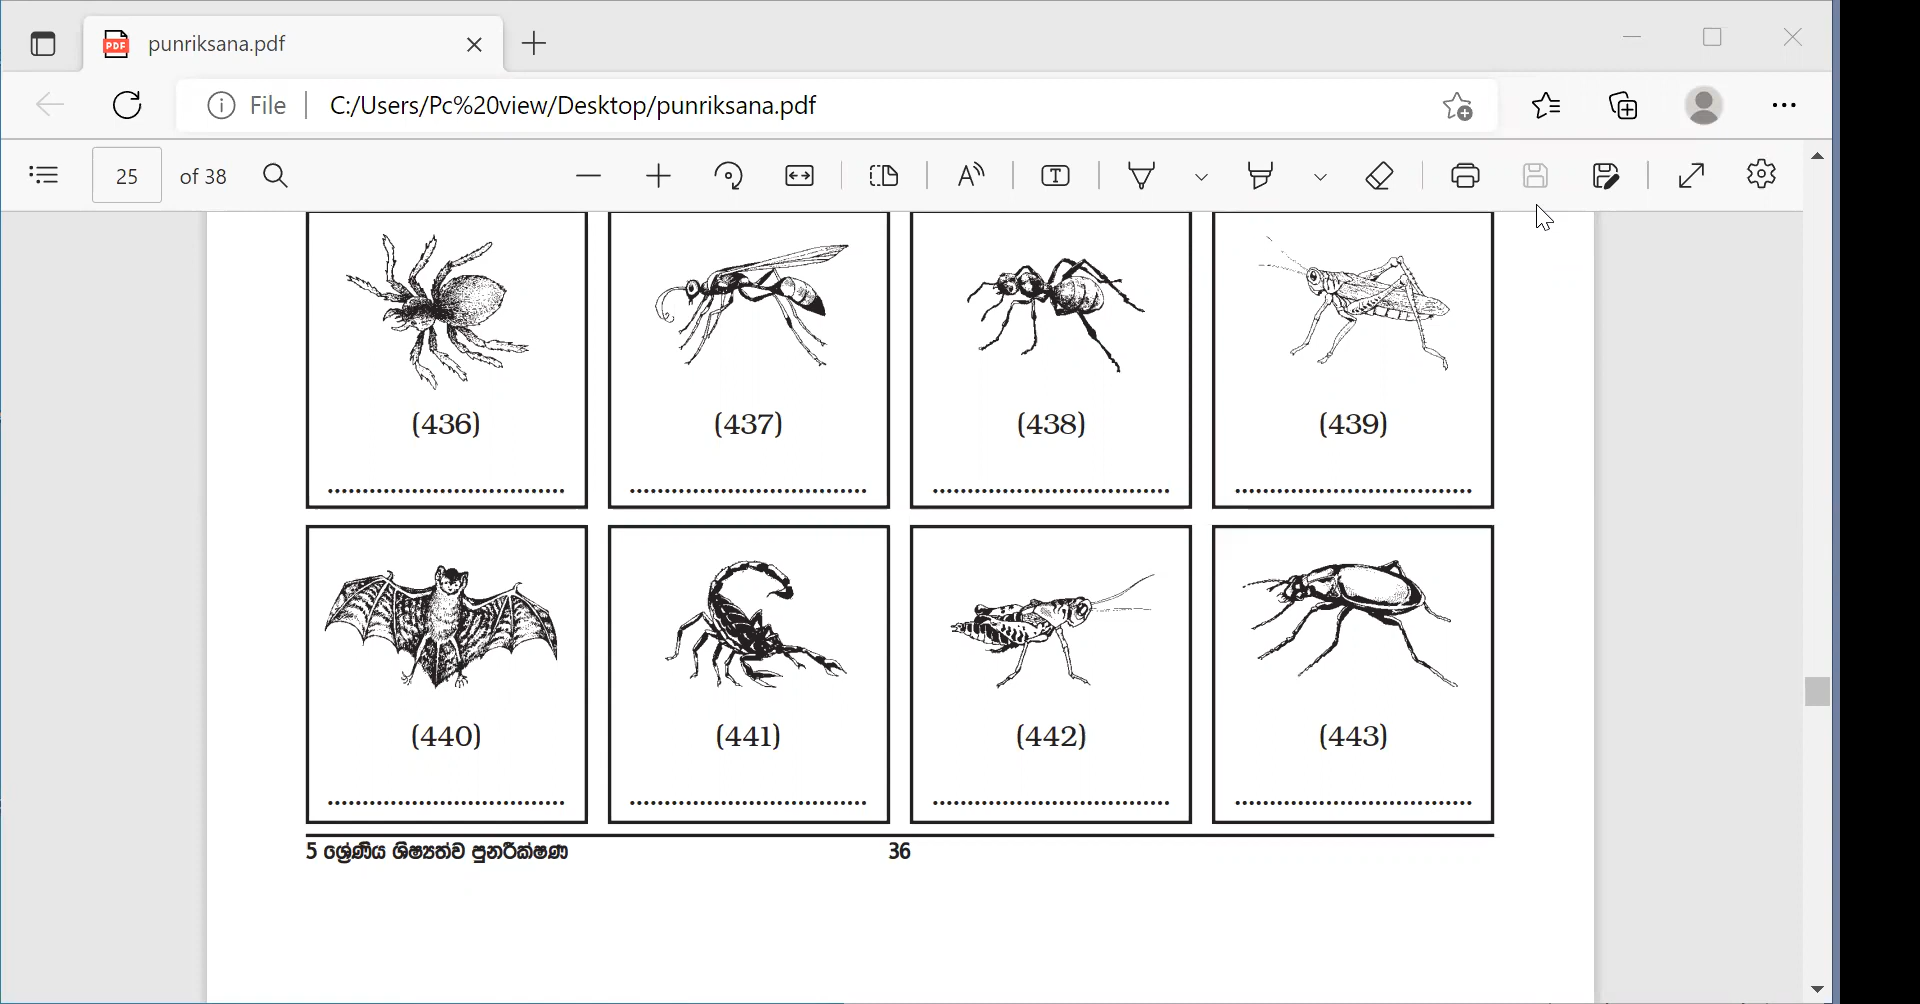 punriksana.pdf
File
C:/Users/Pc%20view/Desktop/punriksana.pdf
25 of 38
(436) (437) (438) (439)
(440) (441) (442) (443)
5 ශ්‍රේණිය ශිෂ්‍යත්ව පුනරීක්ෂණ 36